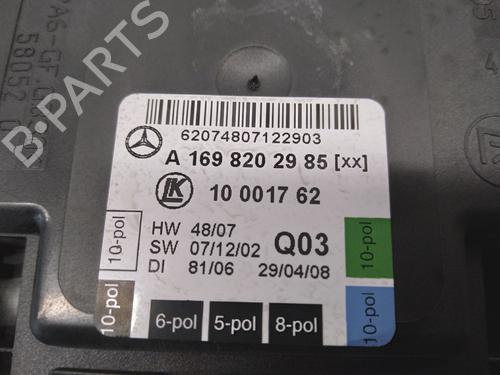 62074807122903
A 169 820 29 85 [xx]
LK
10 0017 62
HW 48/07
SW 07/12/02
Q03
DI 81/06 29/04/08
10-pol
10-pol
10-pol
10-pol
6-pol
5-pol
8-pol
58052
B-PARTS